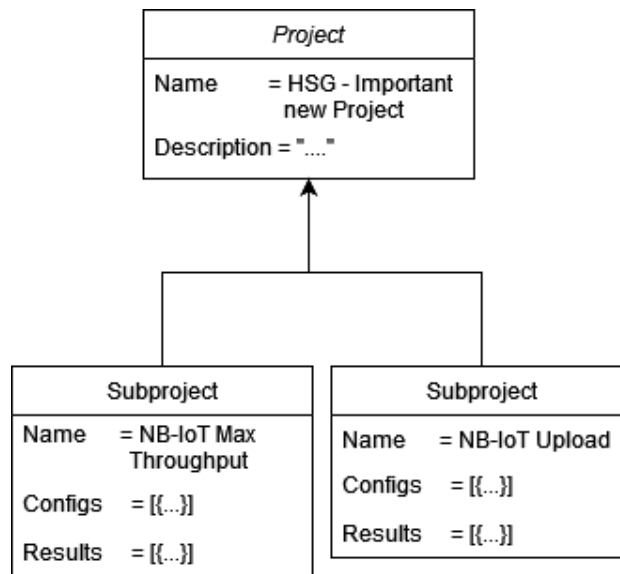 Project
Name = HSG - Important
new Project
Description = "...."
Subproject
Name = NB-IoT Max
Throughput
Configs = [{...}]
Results = [{...}]
Subproject
Name = NB-IoT Upload
Configs = [{...}]
Results = [{...}]